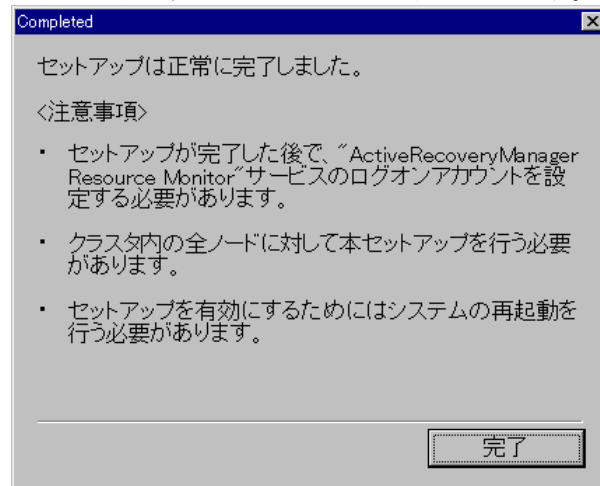 Completed
セットアップは正常に完了しました。
〈注意事項〉
・ セットアップが完了した後で、"ActiveRecoveryManager
Resource Monitor"サービスのログオンアカウントを設
定する必要があります。
・ クラスタ内の全ノードに対して本セットアップを行う必要
があります。
・ セットアップを有効にするためにはシステムの再起動を
行う必要があります。
完了